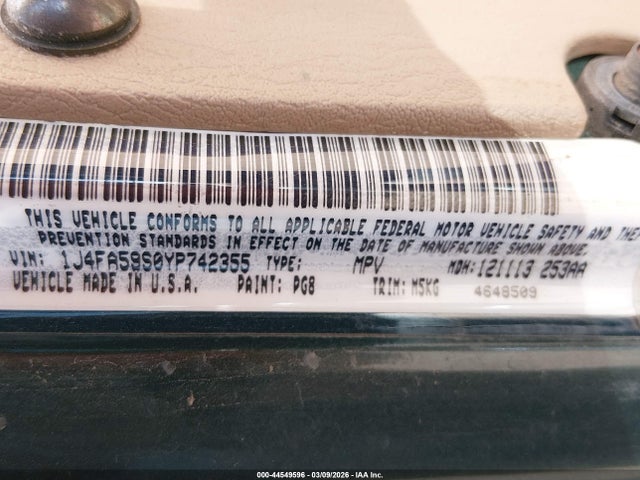 THIS VEHICLE CONFORMS TO ALL APPLICABLE FEDERAL MOTOR VEHICLE SAFETY AND THE
PREVENTION STANDARDS IN EFFECT ON THE DATE OF MANUFACTURE SHOWN ABOVE.
VIN: 1J4FA59S0YP742355 TYPE: MPV MDH: 121113 253AA
VEHICLE MADE IN U.S.A. PAINT: PG8 TRIM: M5KG 4648509
000-44549596 - 03/09/2026 - IAA Inc.